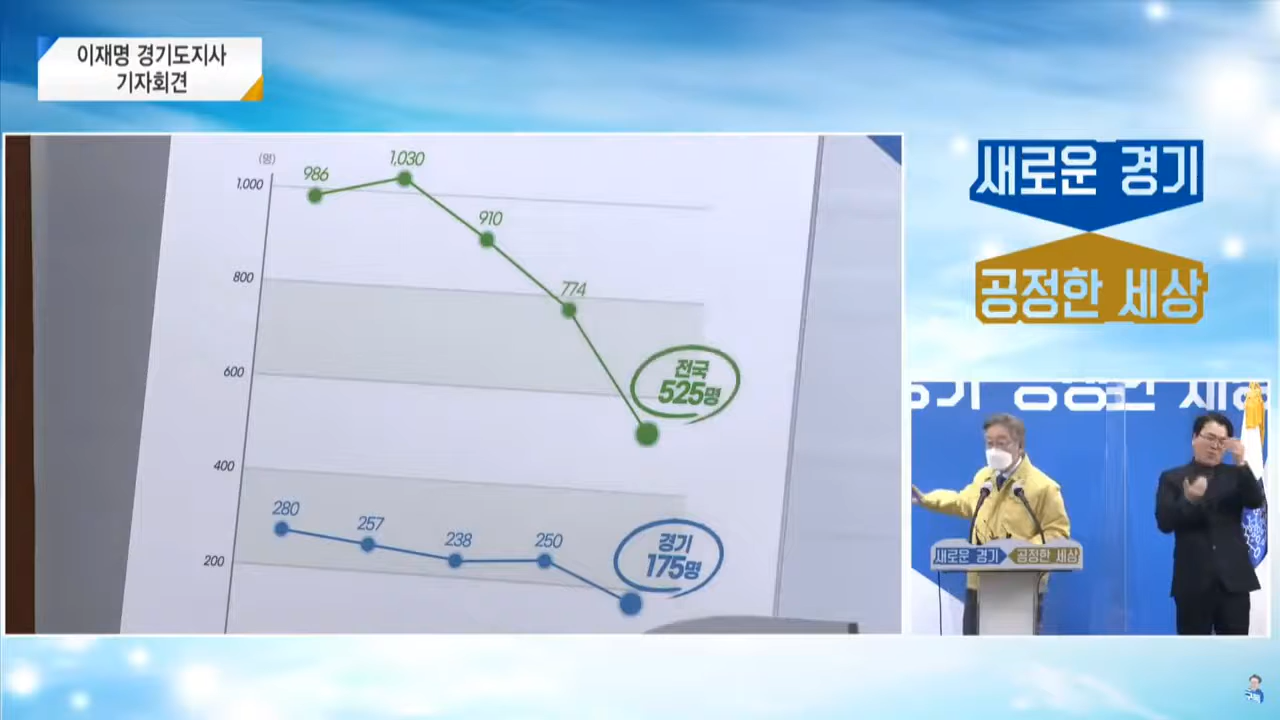 이재명 경기도지사
기자회견
(명)
1,000
800
600
400
200
986
1,030
910
774
전국
525명
280
257
238
250
경기
175명
새로운 경기
공정한 세상
새로운 경기 공정한 세상